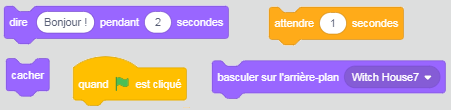 dire Bonjour ! pendant 2 secondes
attendre 1 secondes
cacher
quand est cliqué
basculer sur l'arrière-plan Witch House7